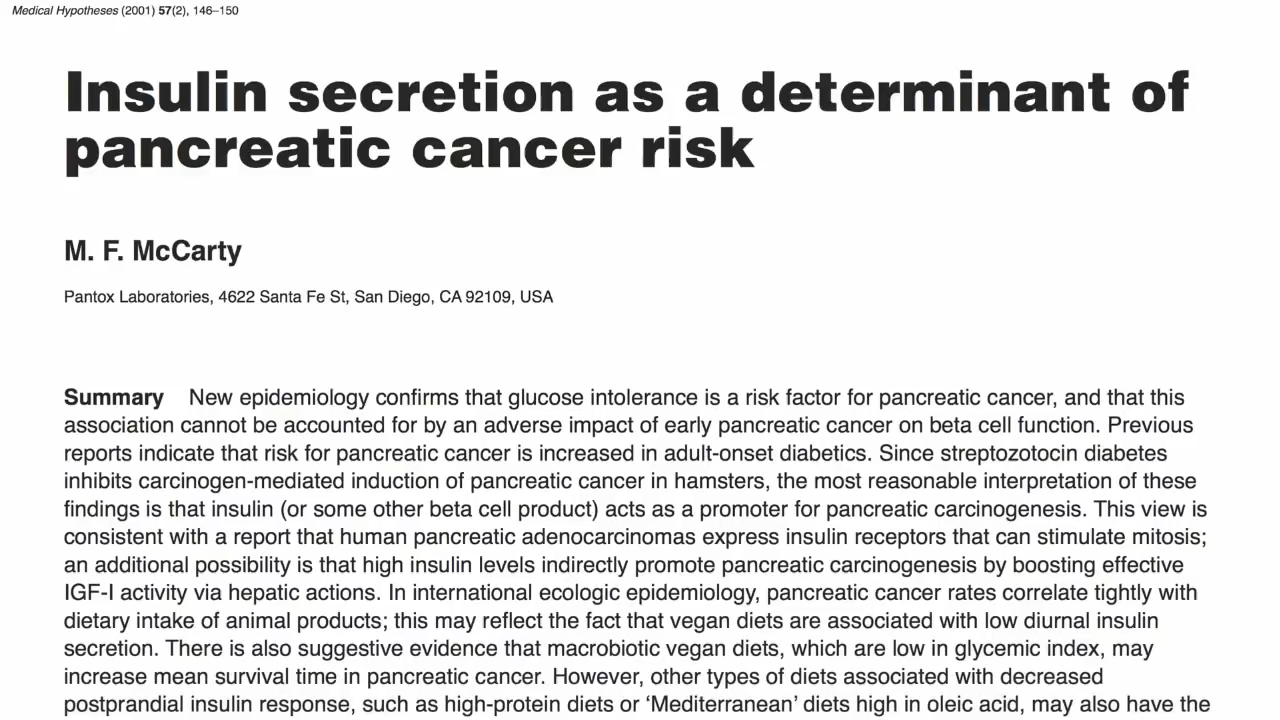 Medical Hypotheses (2001) 57(2), 146–150
Insulin secretion as a determinant of
pancreatic cancer risk
M. F. McCarty
Pantox Laboratories, 4622 Santa Fe St, San Diego, CA 92109, USA
Summary New epidemiology confirms that glucose intolerance is a risk factor for pancreatic cancer, and that this
association cannot be accounted for by an adverse impact of early pancreatic cancer on beta cell function. Previous
reports indicate that risk for pancreatic cancer is increased in adult-onset diabetics. Since streptozotocin diabetes
inhibits carcinogen-mediated induction of pancreatic cancer in hamsters, the most reasonable interpretation of these
findings is that insulin (or some other beta cell product) acts as a promoter for pancreatic carcinogenesis. This view is
consistent with a report that human pancreatic adenocarcinomas express insulin receptors that can stimulate mitosis;
an additional possibility is that high insulin levels indirectly promote pancreatic carcinogenesis by boosting effective
IGF-I activity via hepatic actions. In international ecologic epidemiology, pancreatic cancer rates correlate tightly with
dietary intake of animal products; this may reflect the fact that vegan diets are associated with low diurnal insulin
secretion. There is also suggestive evidence that macrobiotic vegan diets, which are low in glycemic index, may
increase mean survival time in pancreatic cancer. However, other types of diets associated with decreased
postprandial insulin response, such as high-protein diets or ‘Mediterranean’ diets high in oleic acid, may also have the